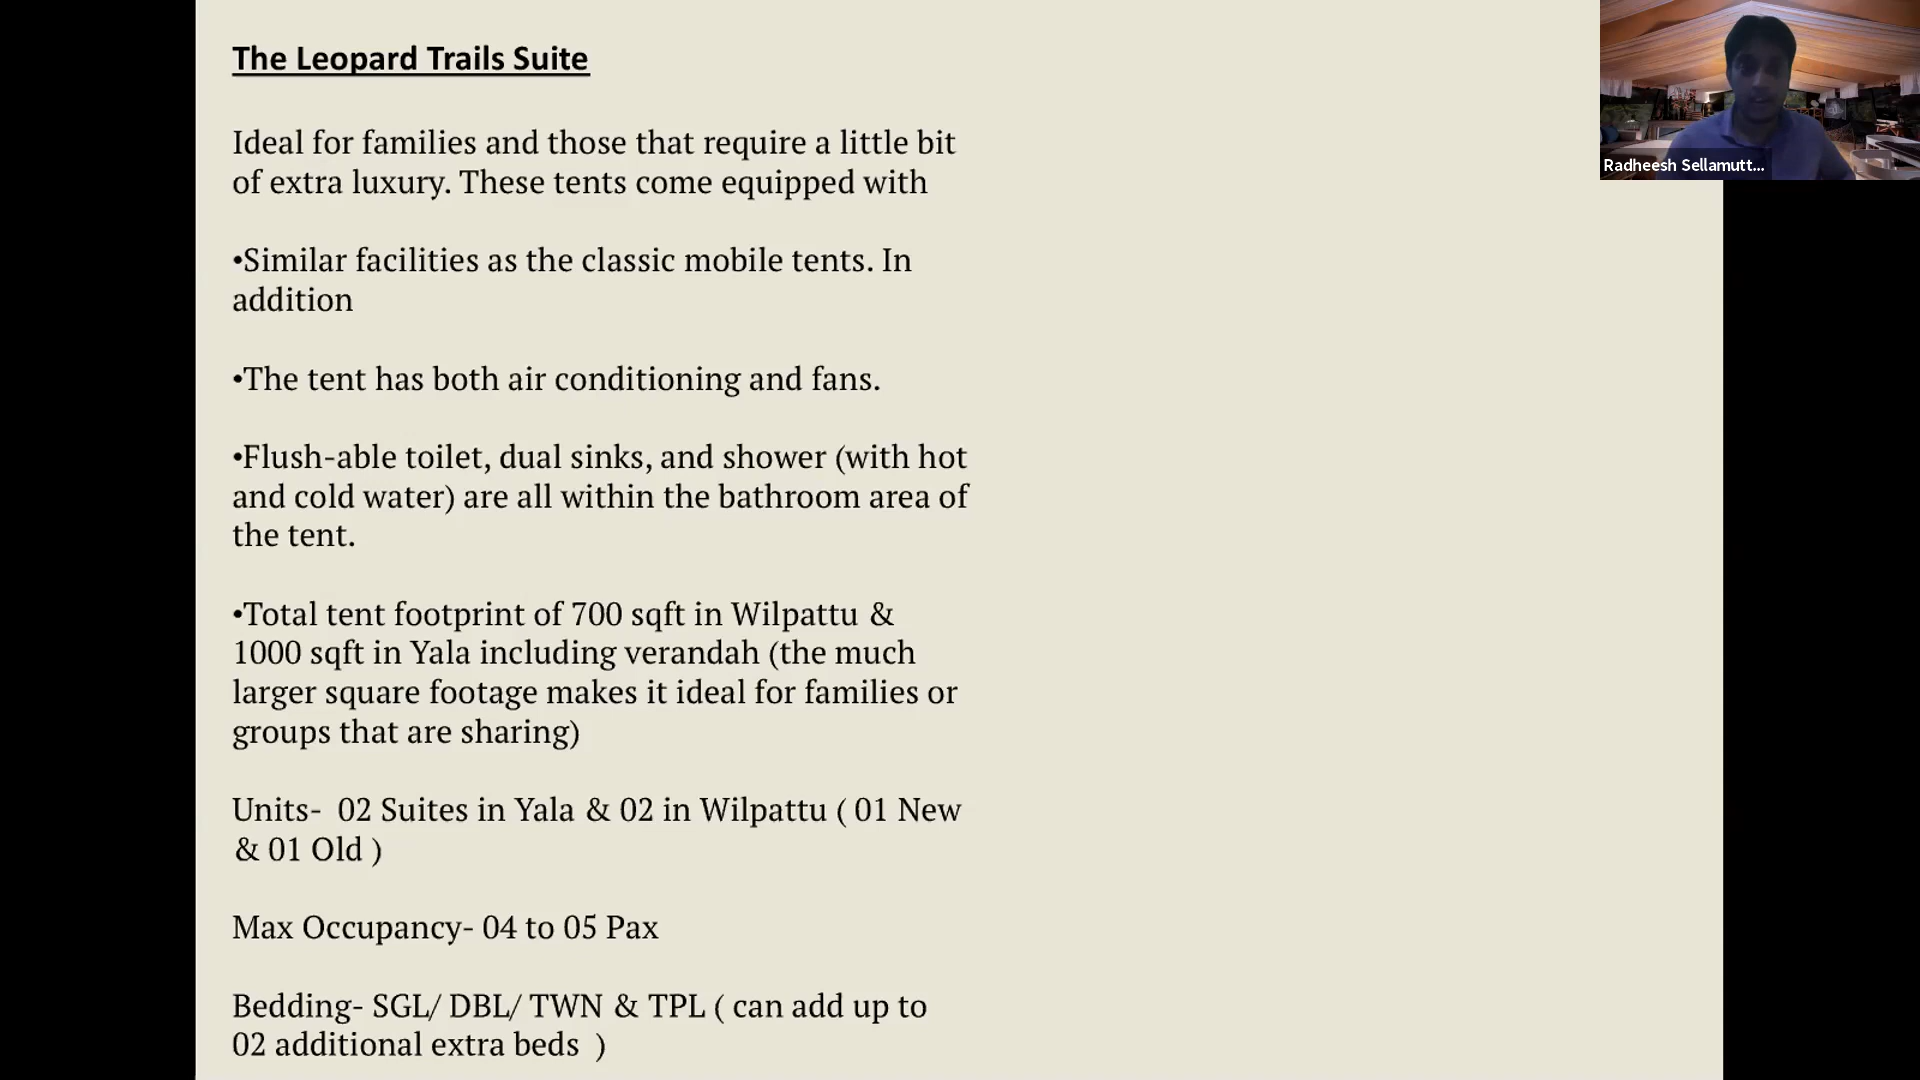 The Leopard Trails Suite
Ideal for families and those that require a little bit
of extra luxury. These tents come equipped with
•Similar facilities as the classic mobile tents. In
addition
•The tent has both air conditioning and fans.
•Flush-able toilet, dual sinks, and shower (with hot
and cold water) are all within the bathroom area of
the tent.
•Total tent footprint of 700 sqft in Wilpattu &
1000 sqft in Yala including verandah (the much
larger square footage makes it ideal for families or
groups that are sharing)
Units-  02 Suites in Yala & 02 in Wilpattu ( 01 New
& 01 Old )
Max Occupancy- 04 to 05 Pax
Bedding- SGL/ DBL/ TWN & TPL ( can add up to
02 additional extra beds  )
Radheesh Sellamutt...